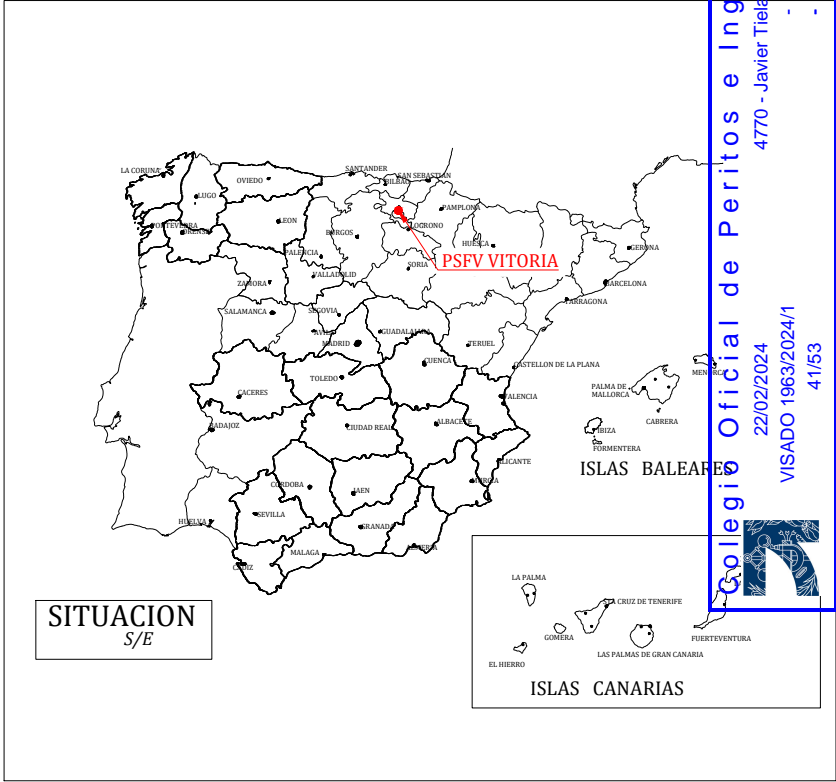 LA CORUÑA
LUGO
OVIEDO
SANTANDER
BILBAO
SAN SEBASTIAN
PONTEVEDRA
ORENSE
LEON
PALENCIA
BURGOS
LOGROÑO
PAMPLONA
HUESCA
GERONA
PSFV VITORIA
ZAMORA
VALLADOLID
SORIA
BARCELONA
TARRAGONA
SALAMANCA
SEGOVIA
AVILA
MADRID
GUADALAJARA
TERUEL
CUENCA
CASTELLON DE LA PLANA
TOLEDO
CACERES
VALENCIA
BADAJOZ
CIUDAD REAL
ALBACETE
ALICANTE
MURCIA
CORDOBA
JAEN
HUELVA
SEVILLA
GRANADA
ALMERIA
MALAGA
CADIZ
PALMA DE
MALLORCA
CABRERA
IBIZA
FORMENTERA
ISLAS BALEARES
LA PALMA
STA CRUZ DE TENERIFE
GOMERA
EL HIERRO
LAS PALMAS DE GRAN CANARIA
FUERTEVENTURA
ISLAS CANARIAS
SITUACION
S/E
Colegio Oficial de Peritos e Ing
4770 - Javier Tiela
22/02/2024
VISADO 1963/2024/1
41/53
-
-